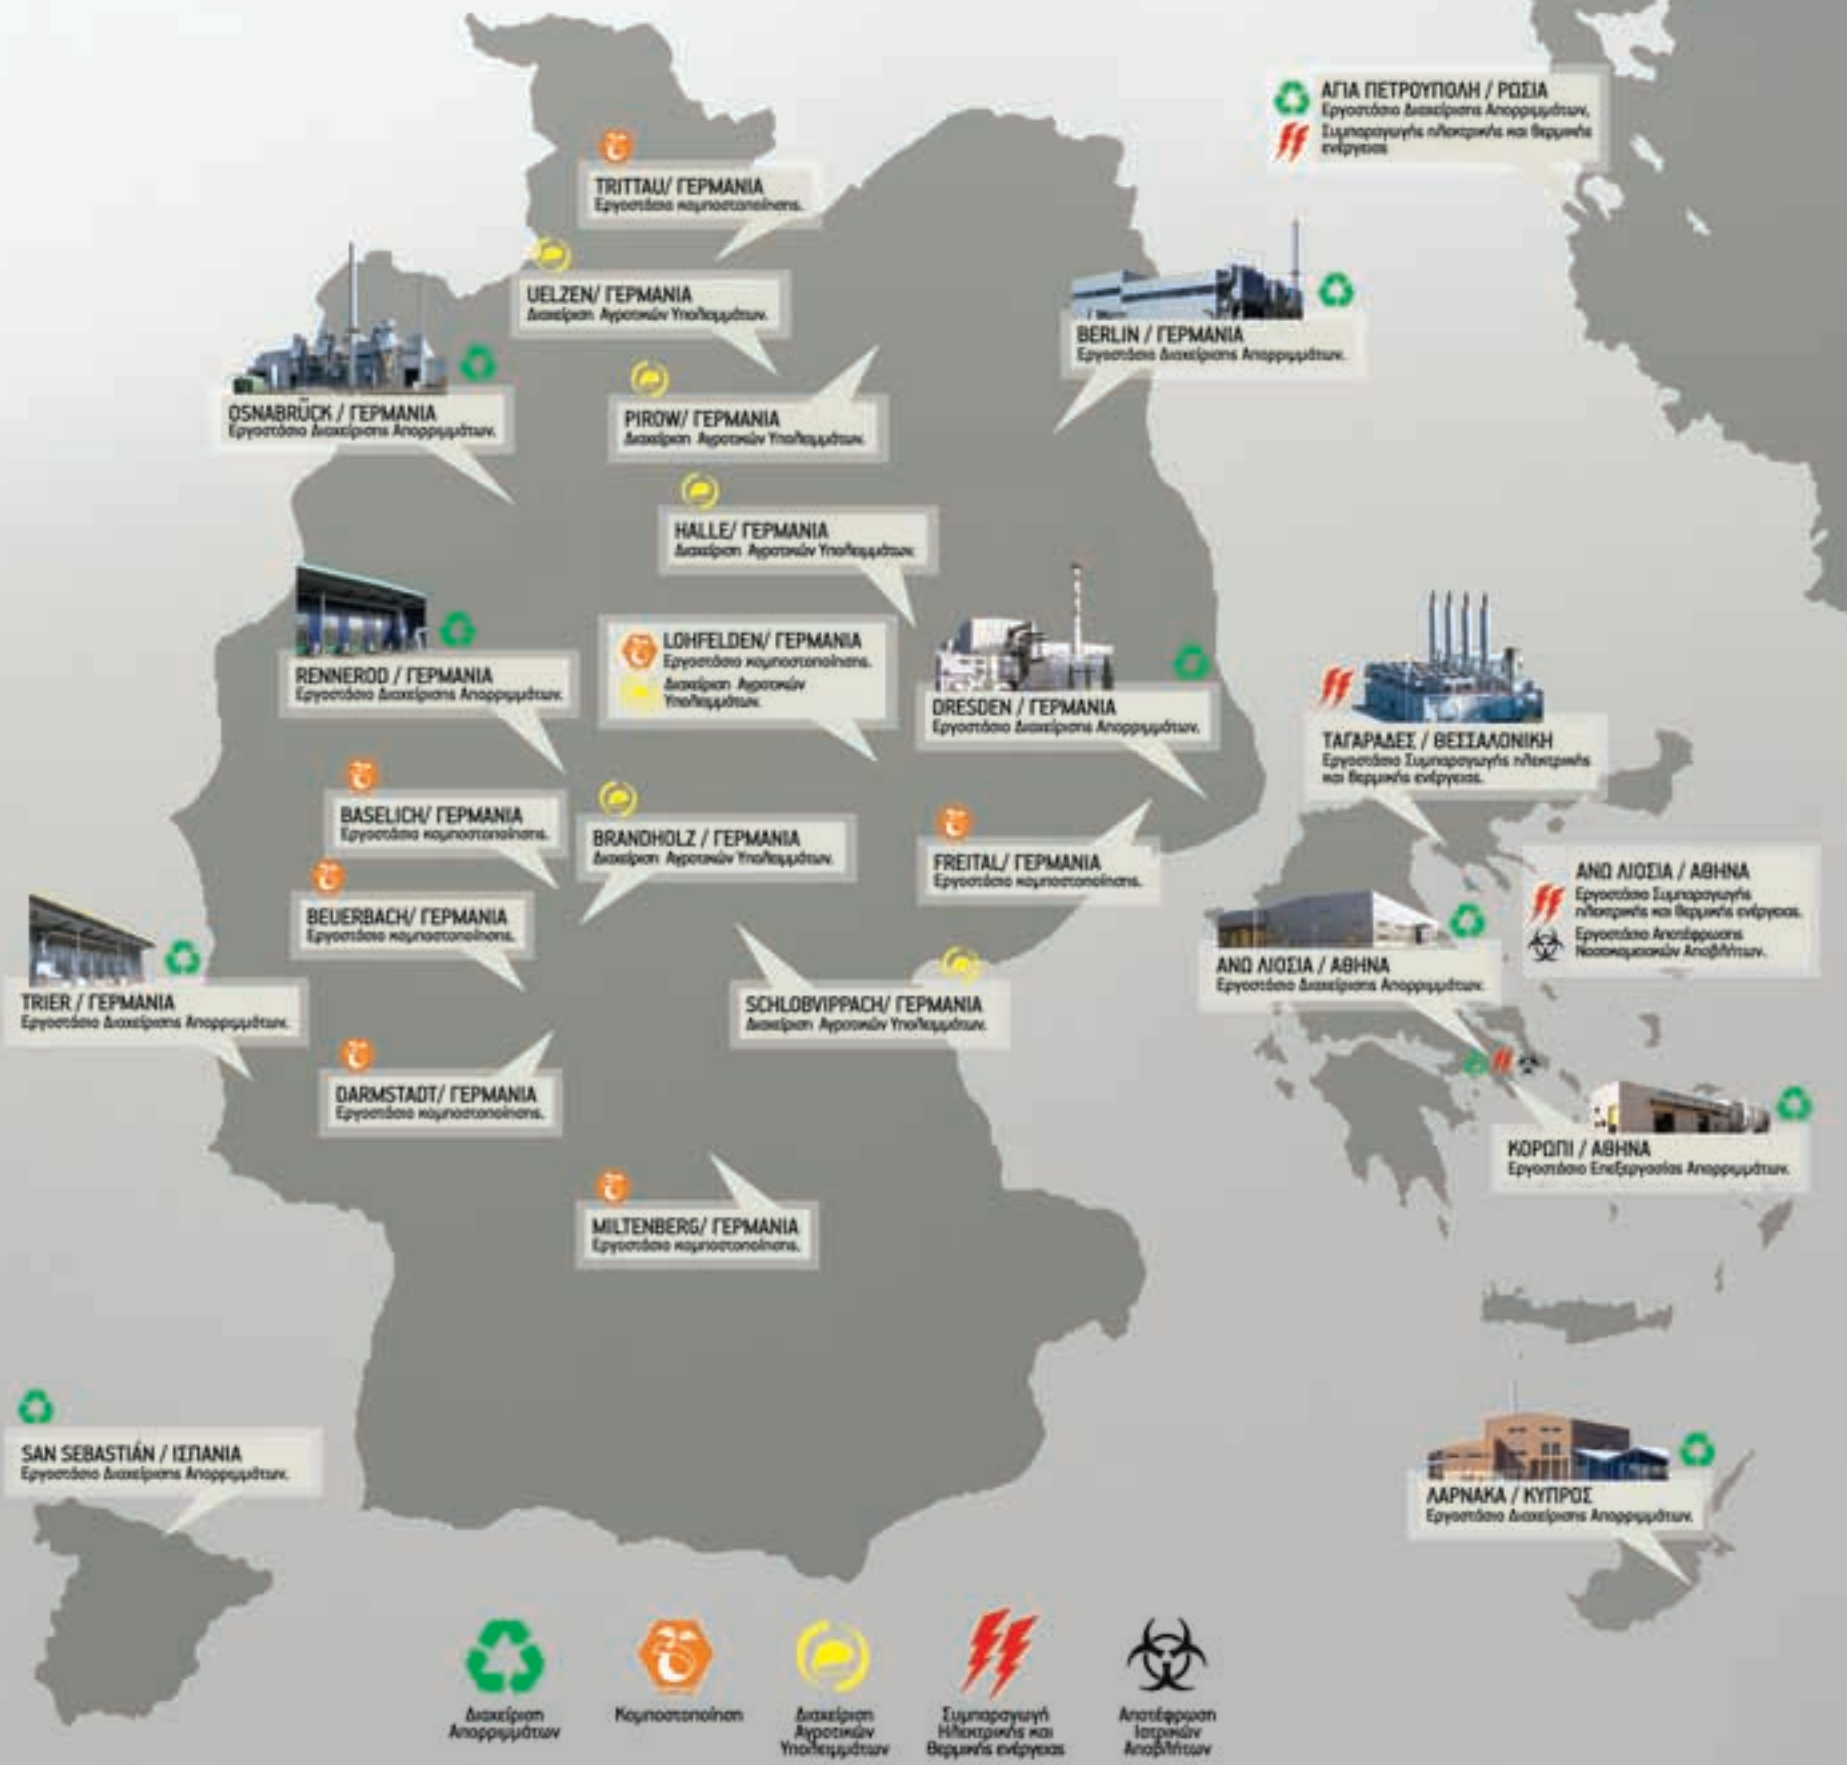 ΑΓΙΑ ΠΕΤΡΟΥΠΟΛΗ / ΡΩΣΙΑ
Εργοστάσιο Διαχείρισης Απορριμμάτων,
Συμπαραγωγής ηλεκτρικής και θερμικής
ενέργειας
TRITTAU/ ΓΕΡΜΑΝΙΑ
Εργοστάσιο κομποστοποίησης.
UELZEN/ ΓΕΡΜΑΝΙΑ
Διαχείριση Αγροτικών Υπολειμμάτων.
BERLIN / ΓΕΡΜΑΝΙΑ
Εργοστάσιο Διαχείρισης Απορριμμάτων.
OSNABRÜCK / ΓΕΡΜΑΝΙΑ
Εργοστάσιο Διαχείρισης Απορριμμάτων.
PIROW/ ΓΕΡΜΑΝΙΑ
Διαχείριση Αγροτικών Υπολειμμάτων.
HALLE/ ΓΕΡΜΑΝΙΑ
Διαχείριση Αγροτικών Υπολειμμάτων.
RENNEROD / ΓΕΡΜΑΝΙΑ
Εργοστάσιο Διαχείρισης Απορριμμάτων.
LOHFELDEN/ ΓΕΡΜΑΝΙΑ
Εργοστάσιο κομποστοποίησης.
Διαχείριση Αγροτικών
Υπολειμμάτων.
DRESDEN / ΓΕΡΜΑΝΙΑ
Εργοστάσιο Διαχείρισης Απορριμμάτων.
ΤΑΓΑΡΑΔΕΣ / ΘΕΣΣΑΛΟΝΙΚΗ
Εργοστάσιο Συμπαραγωγής ηλεκτρικής
και θερμικής ενέργειας.
BASELICH/ ΓΕΡΜΑΝΙΑ
Εργοστάσιο κομποστοποίησης.
BRANDHOLZ / ΓΕΡΜΑΝΙΑ
Διαχείριση Αγροτικών Υπολειμμάτων.
FREITAL/ ΓΕΡΜΑΝΙΑ
Εργοστάσιο κομποστοποίησης.
ΑΝΩ ΛΙΟΣΙΑ / ΑΘΗΝΑ
Εργοστάσιο Συμπαραγωγής
ηλεκτρικής και θερμικής ενέργειας.
Εργοστάσιο Αποτέφρωσης
Νοσοκομειακών Αποβλήτων.
BEUERBACH/ ΓΕΡΜΑΝΙΑ
Εργοστάσιο κομποστοποίησης.
ΑΝΩ ΛΙΟΣΙΑ / ΑΘΗΝΑ
Εργοστάσιο Διαχείρισης Απορριμμάτων.
TRIER / ΓΕΡΜΑΝΙΑ
Εργοστάσιο Διαχείρισης Απορριμμάτων.
SCHLOBVIPPACH/ ΓΕΡΜΑΝΙΑ
Διαχείριση Αγροτικών Υπολειμμάτων.
DARMSTADT/ ΓΕΡΜΑΝΙΑ
Εργοστάσιο κομποστοποίησης.
ΚΟΡΩΠΙ / ΑΘΗΝΑ
Εργοστάσιο Επεξεργασίας Απορριμμάτων.
MILTENBERG/ ΓΕΡΜΑΝΙΑ
Εργοστάσιο κομποστοποίησης.
SAN SEBASTIÁN / ΙΣΠΑΝΙΑ
Εργοστάσιο Διαχείρισης Απορριμμάτων.
ΛΑΡΝΑΚΑ / ΚΥΠΡΟΣ
Εργοστάσιο Διαχείρισης Απορριμμάτων.
Διαχείριση
Απορριμμάτων
Κομποστοποίηση
Διαχείριση
Αγροτικών
Υπολειμμάτων
Συμπαραγωγή
Ηλεκτρικής και
θερμικής ενέργειας
Αποτέφρωση
Ιατρικών
Αποβλήτων